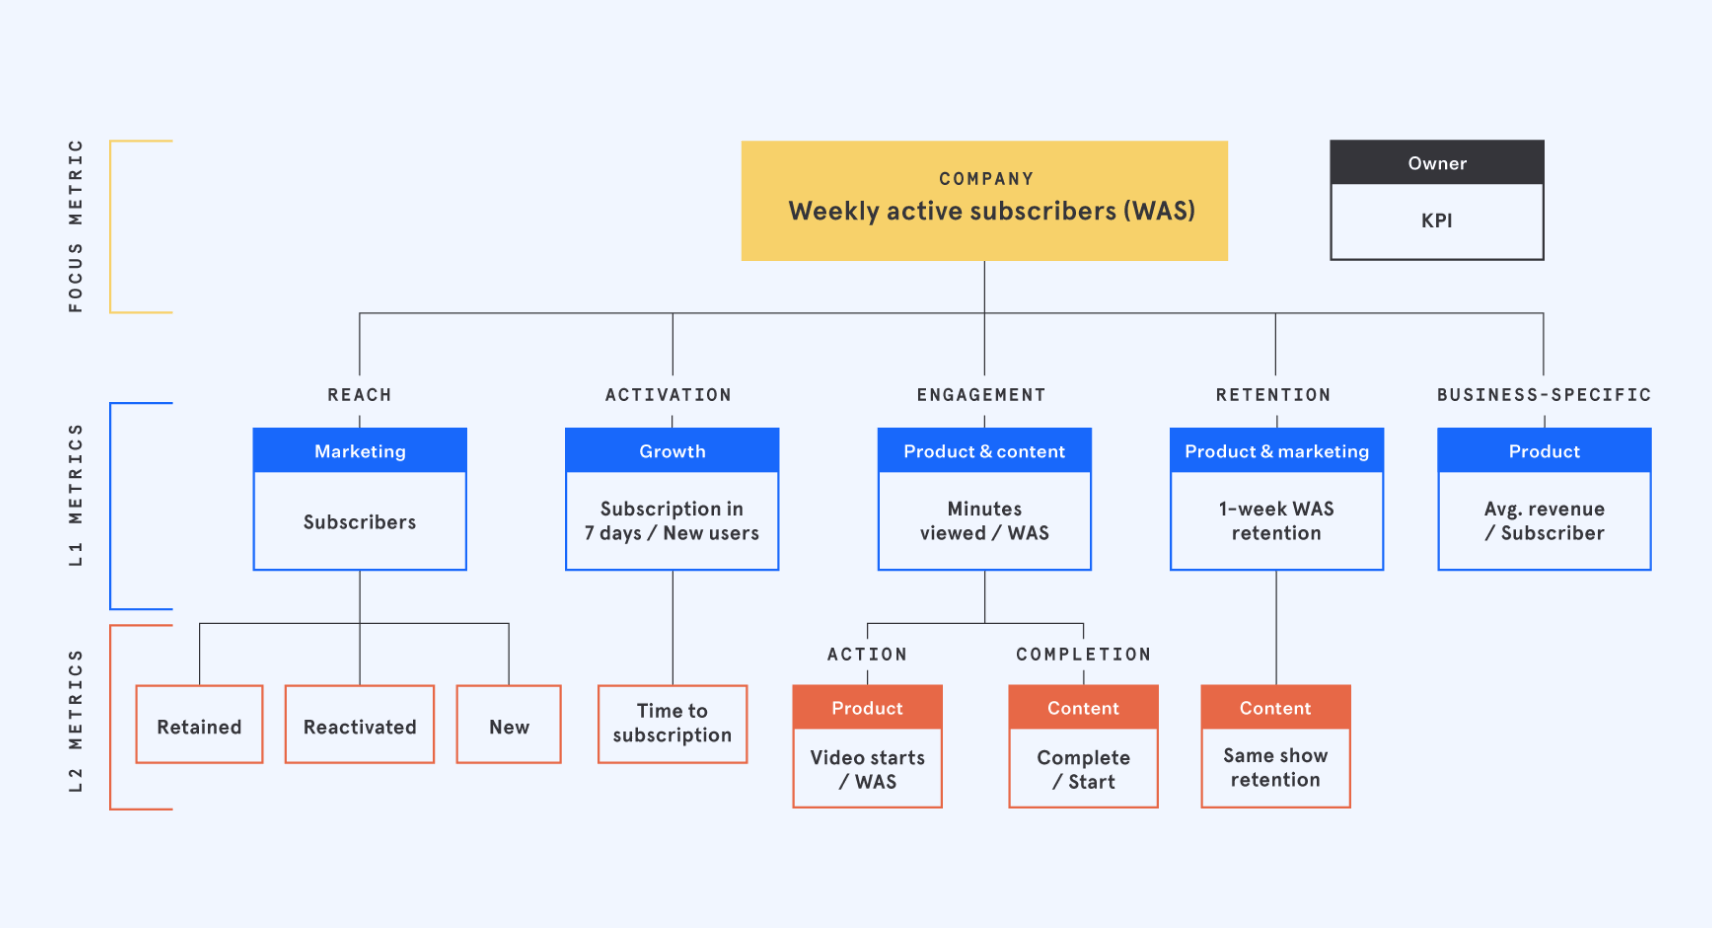 FOCUS METRIC
COMPANY
Weekly active subscribers (WAS)
Owner
KPI
L1 METRICS
REACH
Marketing
Subscribers
ACTIVATION
Growth
Subscription in
7 days / New users
ENGAGEMENT
Product & content
Minutes
viewed / WAS
RETENTION
Product & marketing
1-week WAS
retention
BUSINESS-SPECIFIC
Product
Avg. revenue
/ Subscriber
L2 METRICS
Retained
Reactivated
New
Time to
subscription
ACTION
Product
Video starts
/ WAS
COMPLETION
Content
Complete
/ Start
Content
Same show
retention